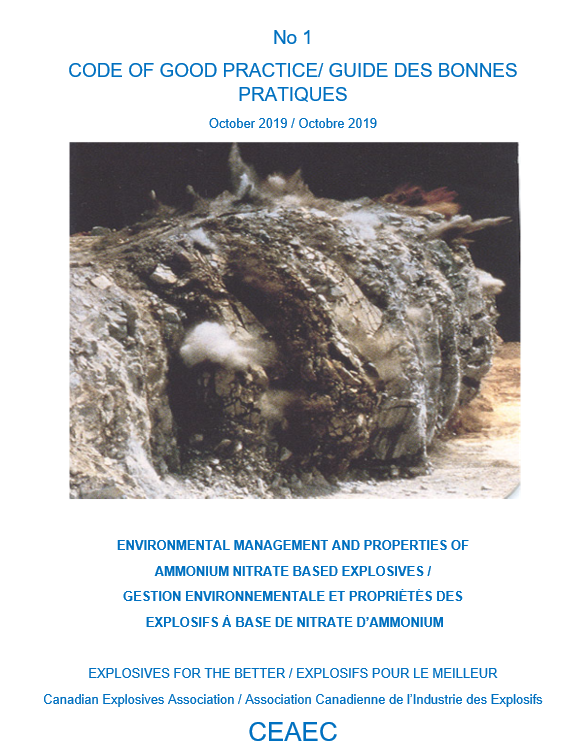 No 1
CODE OF GOOD PRACTICE/ GUIDE DES BONNES
PRATIQUES
October 2019 / Octobre 2019
ENVIRONMENTAL MANAGEMENT AND PROPERTIES OF
AMMONIUM NITRATE BASED EXPLOSIVES /
GESTION ENVIRONNEMENTALE ET PROPRIÉTÉS DES
EXPLOSIFS À BASE DE NITRATE D’AMMONIUM
EXPLOSIVES FOR THE BETTER / EXPLOSIFS POUR LE MEILLEUR
Canadian Explosives Association / Association Canadienne de l’Industrie des Explosifs
CEAEC